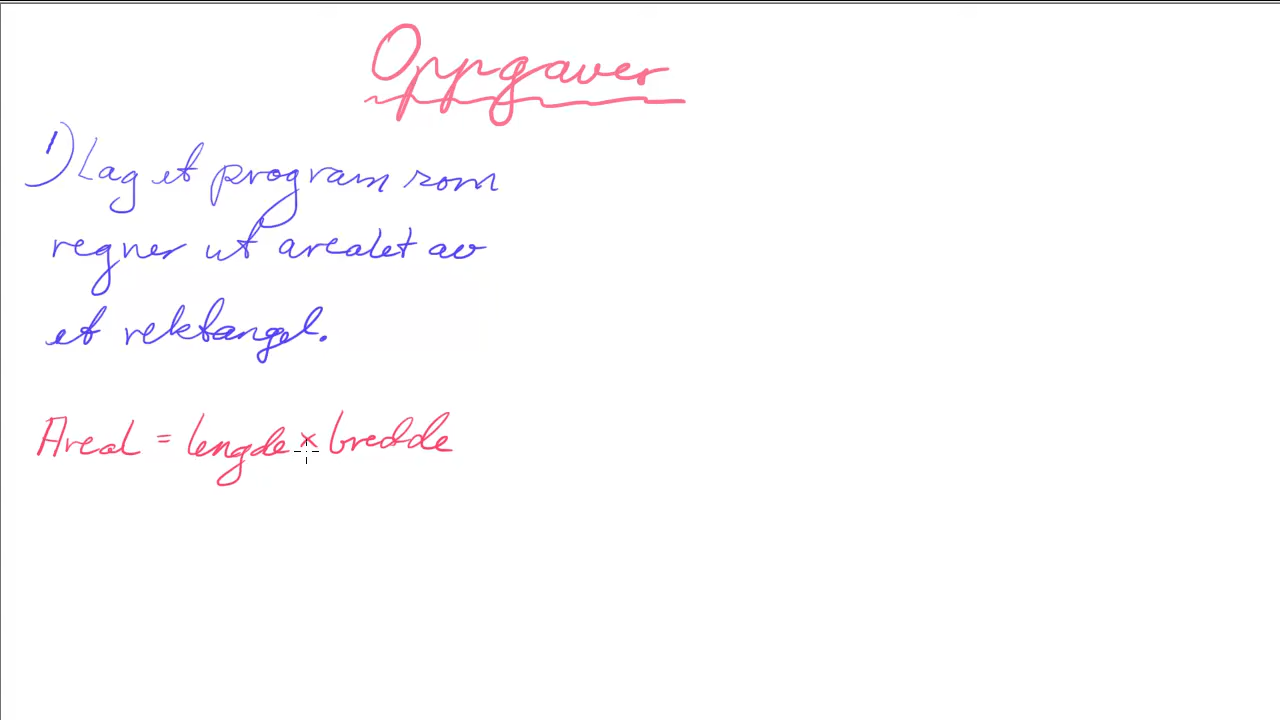 Oppgaver
1) Lag et program som
regner ut arealet av
et rektangel.
Areal = lengde × bredde